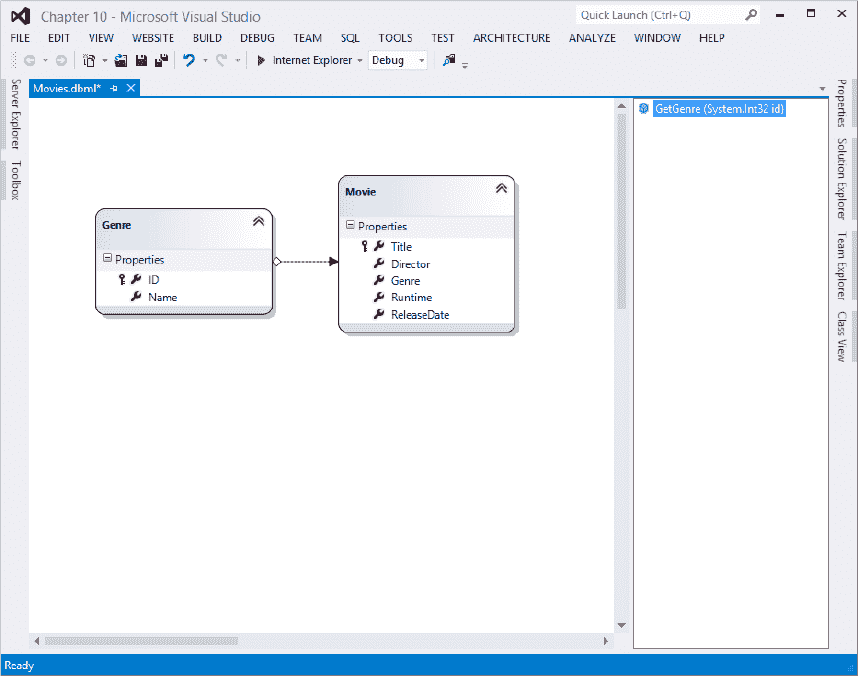 Chapter 10 - Microsoft Visual Studio
Quick Launch (Ctrl+Q)
FILE EDIT VIEW WEBSITE BUILD DEBUG TEAM SQL TOOLS TEST ARCHITECTURE ANALYZE WINDOW HELP
Internet Explorer Debug
Server Explorer
Toolbox
Movies.dbml*
Genre
Properties
ID
Name
Movie
Properties
Title
Director
Genre
Runtime
ReleaseDate
GetGenre (System.Int32 id)
Properties
Solution Explorer
Team Explorer
Class View
Ready